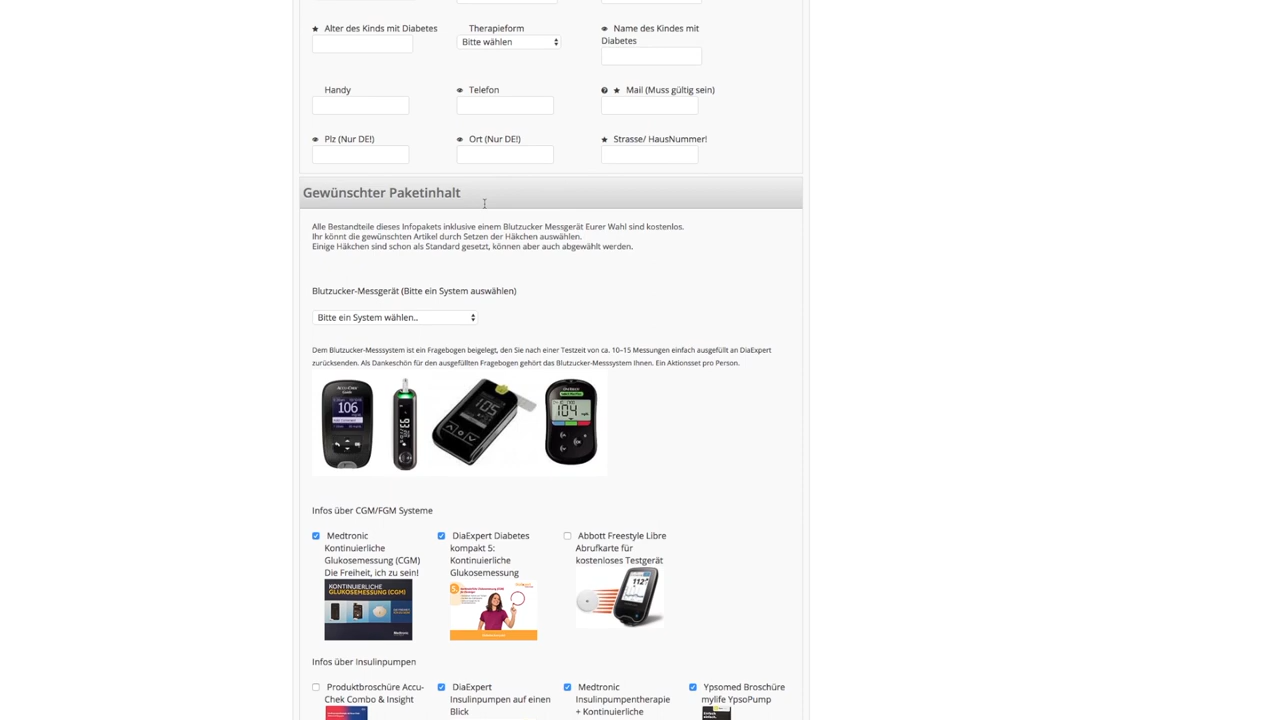 Alter des Kinds mit Diabetes
Therapieform
Name des Kindes mit
Diabetes
Bitte wählen
Handy
Telefon
Mail (Muss gültig sein)
Plz (Nur DE!)
Ort (Nur DE!)
Strasse/ HausNummer!
Gewünschter Paketinhalt
Alle Bestandteile dieses Infopakets inklusive einem Blutzucker Messgerät Eurer Wahl sind kostenlos.
Ihr könnt die gewünschten Artikel durch Setzen der Häkchen auswählen.
Einige Häkchen sind schon als Standard gesetzt, können aber auch abgewählt werden.
Blutzucker-Messgerät (Bitte ein System auswählen)
Bitte ein System wählen..
Dem Blutzucker-Messsystem ist ein Fragebogen beigelegt, den Sie nach einer Testzeit von ca. 10–15 Messungen einfach ausgefüllt an DiaExpert
zurücksenden. Als Dankeschön für den ausgefüllten Fragebogen gehört das Blutzucker-Messsystem Ihnen. Ein Aktionsset pro Person.
106
105
104
Infos über CGM/FGM Systeme
Medtronic
Kontinuierliche
Glukosemessung (CGM)
Die Freiheit, ich zu sein!
DiaExpert Diabetes
kompakt 5:
Kontinuierliche
Glukosemessung
Abbott Freestyle Libre
Abrufkarte für
kostenloses Testgerät
KONTINUIERLICHE
GLUKOSEMESSUNG (CGM)
Medtronic
112
Infos über Insulinpumpen
Produktbroschüre Accu-
Chek Combo & Insight
DiaExpert
Insulinpumpen auf einen
Blick
Medtronic
Insulinpumpentherapie
+ Kontinuierliche
Ypsomed Broschüre
mylife YpsoPump